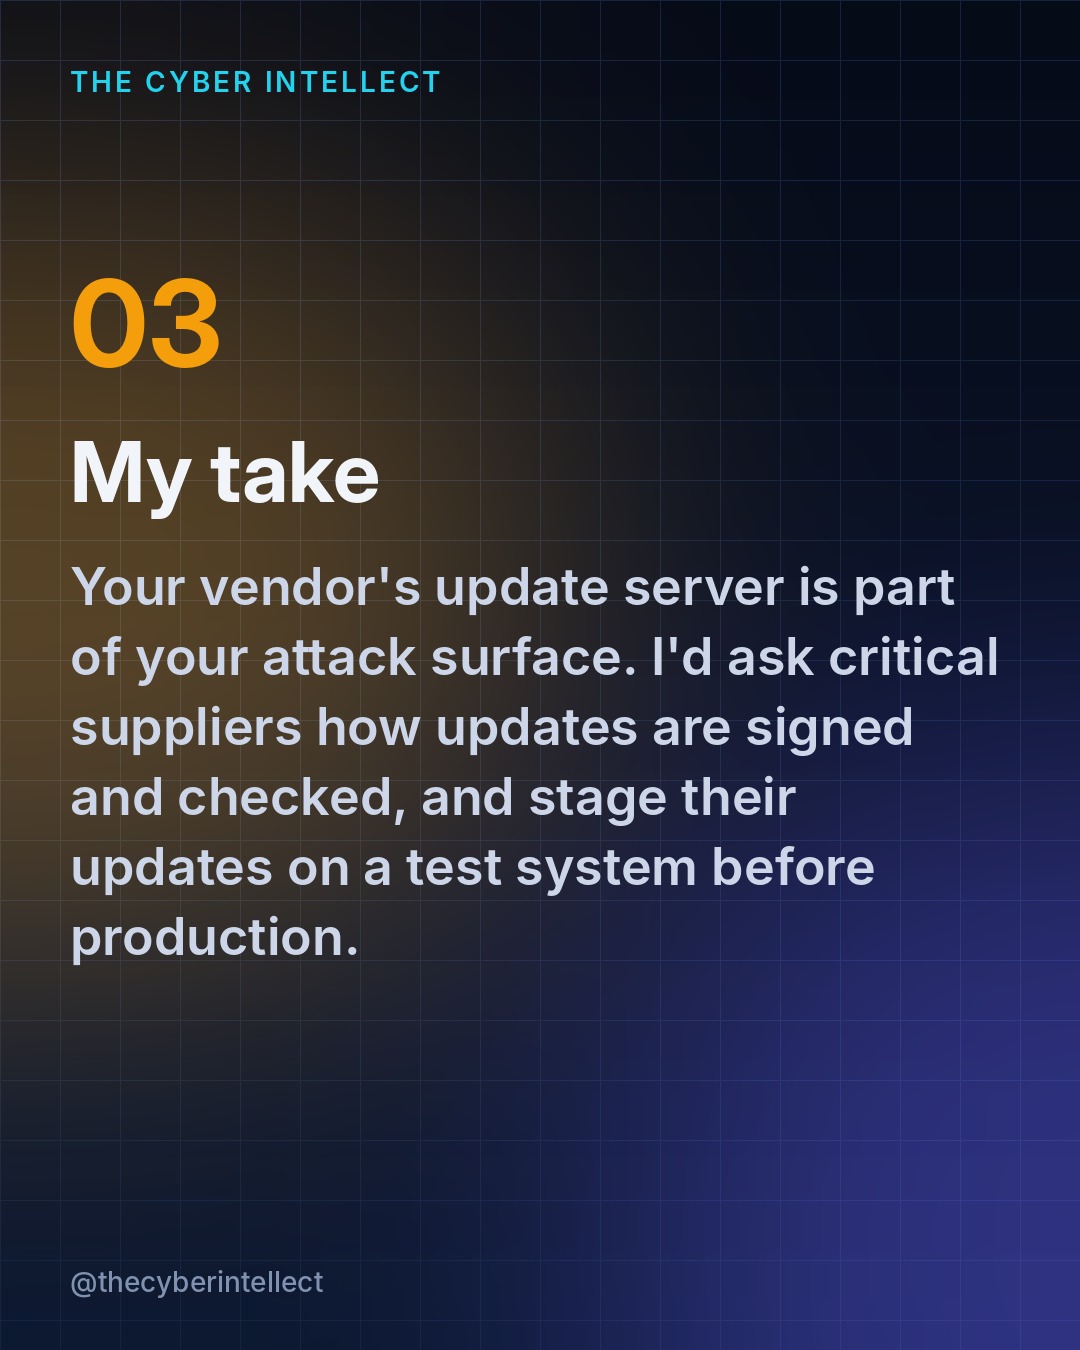 THE CYBER INTELLECT
03
My take
Your vendor's update server is part
of your attack surface. I'd ask critical
suppliers how updates are signed
and checked, and stage their
updates on a test system before
production.
@thecyberintellect